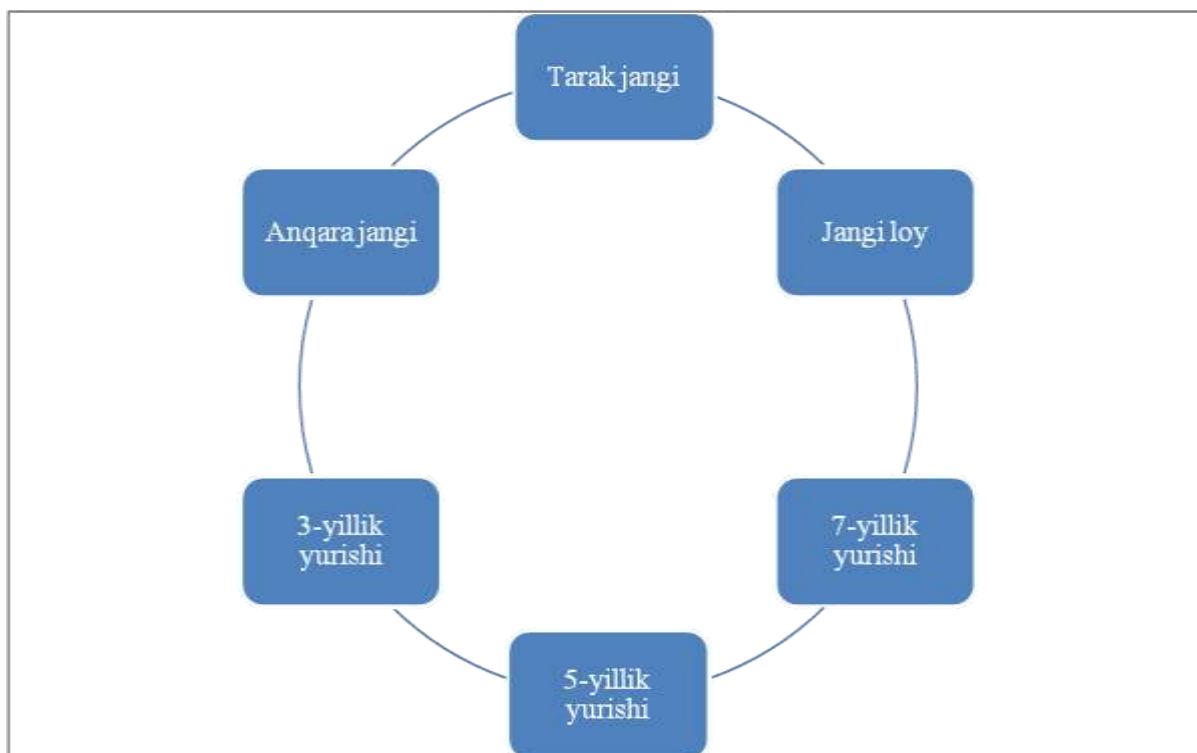 Tarak jangi
Jangi loy
7-yillik
yurishi
5-yillik
yurishi
3-yillik
yurishi
Anqara jangi